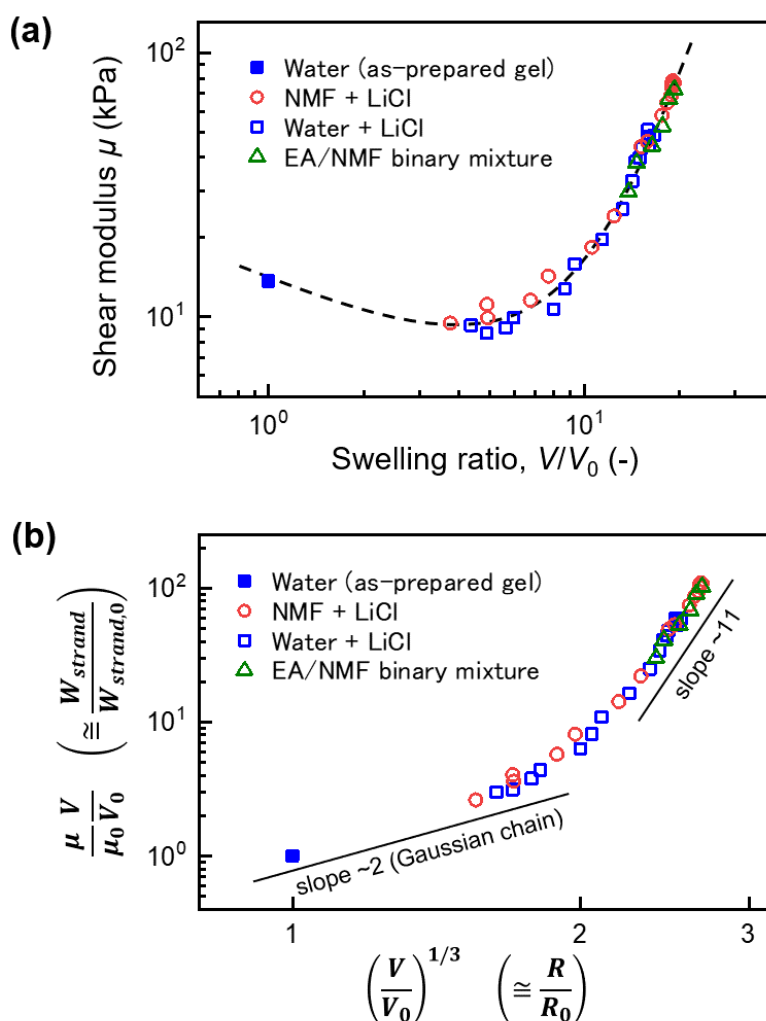 (a)
10²
10¹
10⁰
10¹
Shear modulus μ (kPa)
Swelling ratio, V/V₀ (-)
Water (as-prepared gel)
NMF + LiCl
Water + LiCl
EA/NMF binary mixture
(b)
10²
10¹
10⁰
1
2
3
μ/μ₀ V/V₀ (≅ W_strand/W_strand,0)
(V/V₀)^1/3 (≅ R/R₀)
Water (as-prepared gel)
NMF + LiCl
Water + LiCl
EA/NMF binary mixture
slope ~11
slope ~2 (Gaussian chain)